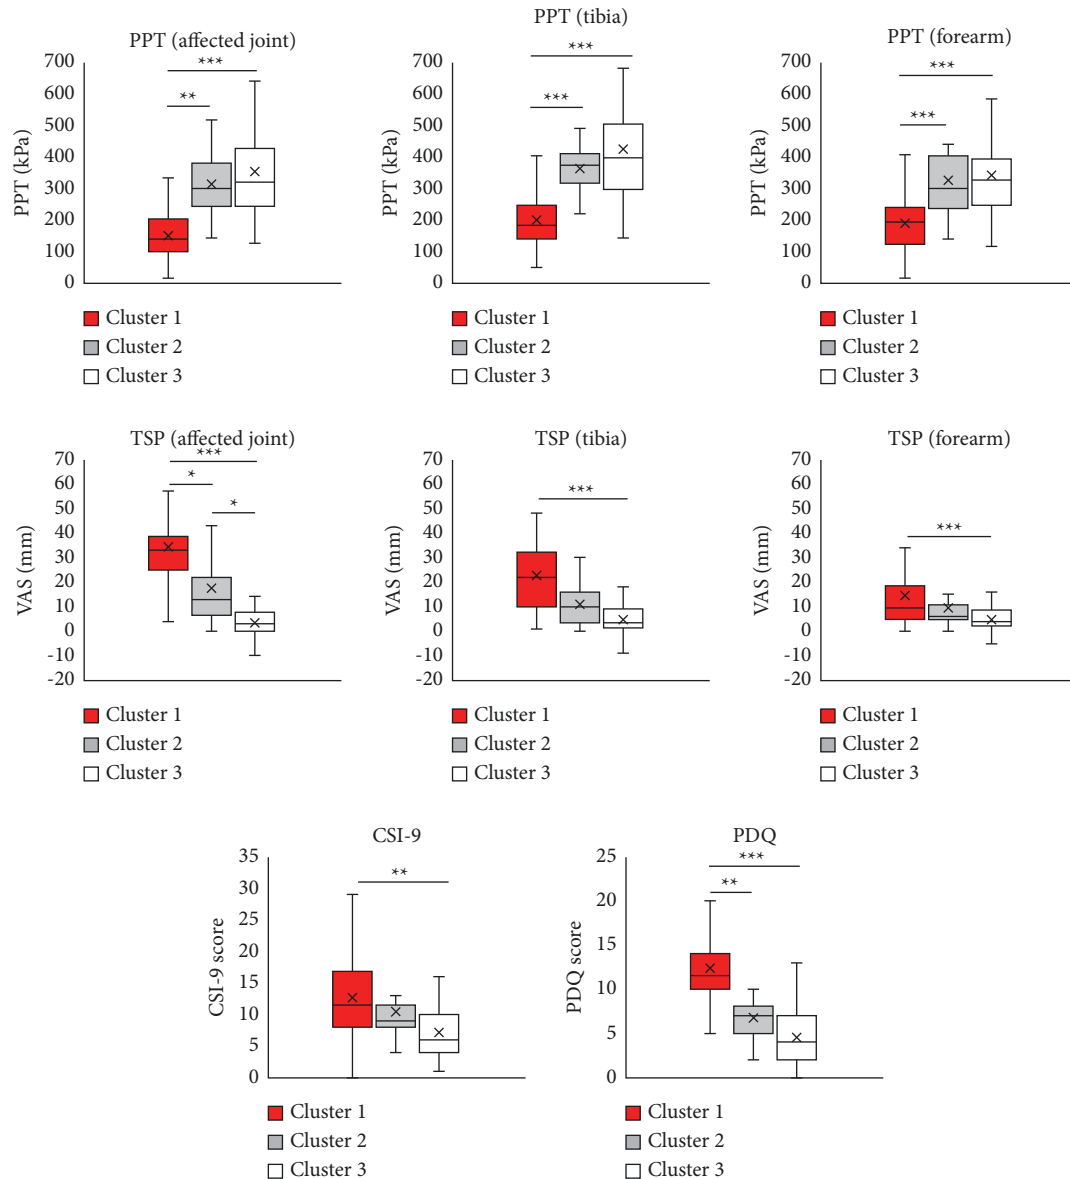 PPT (affected joint)
***
**
PPT (kPa)
700
600
500
400
300
200
100
0
Cluster 1
Cluster 2
Cluster 3
PPT (tibia)
***
***
PPT (kPa)
700
600
500
400
300
200
100
0
Cluster 1
Cluster 2
Cluster 3
PPT (forearm)
***
***
PPT (kPa)
700
600
500
400
300
200
100
0
Cluster 1
Cluster 2
Cluster 3
TSP (affected joint)
***
*
*
VAS (mm)
70
60
50
40
30
20
10
0
-10
-20
Cluster 1
Cluster 2
Cluster 3
TSP (tibia)
***
VAS (mm)
70
60
50
40
30
20
10
0
-10
-20
Cluster 1
Cluster 2
Cluster 3
TSP (forearm)
***
VAS (mm)
70
60
50
40
30
20
10
0
-10
-20
Cluster 1
Cluster 2
Cluster 3
CSI-9
**
CSI-9 score
35
30
25
20
15
10
5
0
Cluster 1
Cluster 2
Cluster 3
PDQ
***
**
PDQ score
25
20
15
10
5
0
Cluster 1
Cluster 2
Cluster 3